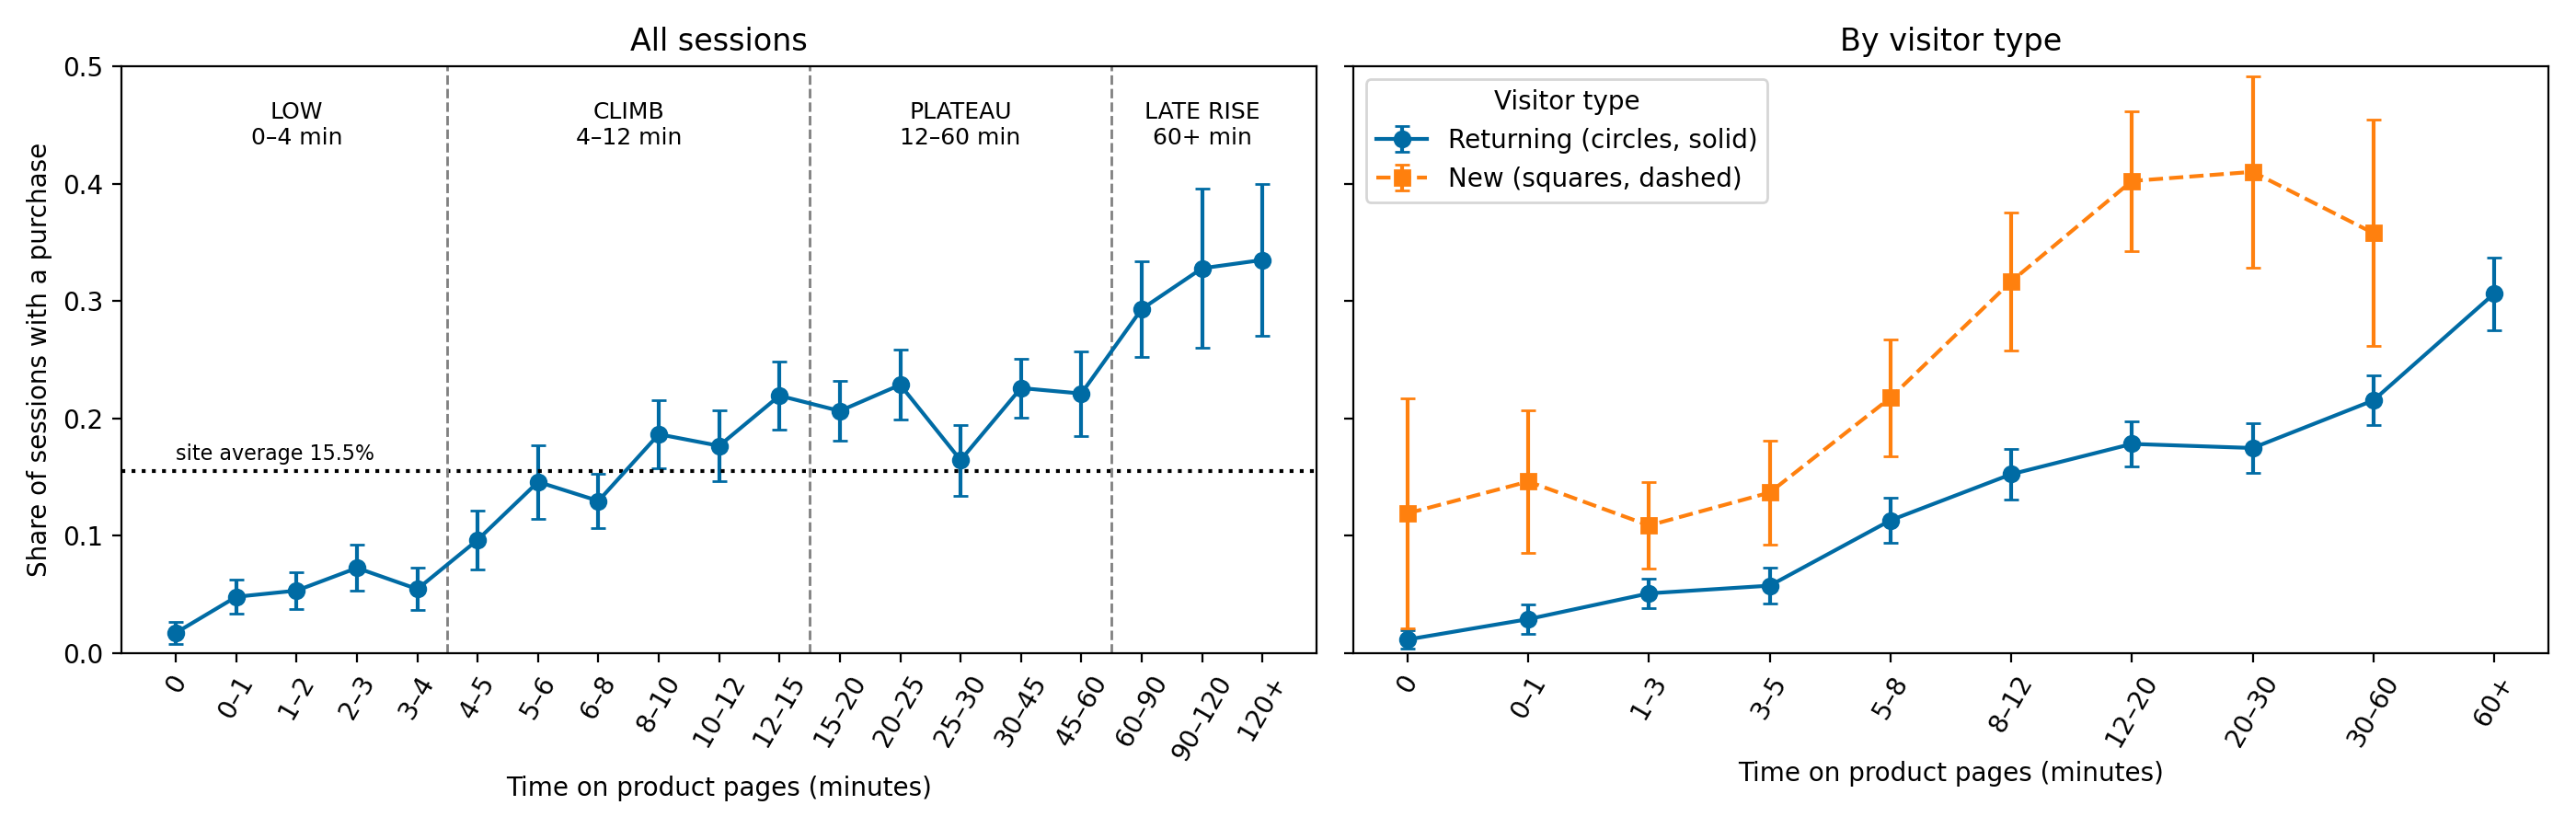 All sessions
LOW
0–4 min
CLIMB
4–12 min
PLATEAU
12–60 min
LATE RISE
60+ min
site average 15.5%
Share of sessions with a purchase
0.5
0.4
0.3
0.2
0.1
0.0
0
0–1
1–2
2–3
3–4
4–5
5–6
6–8
8–10
10–12
12–15
15–20
20–25
25–30
30–45
45–60
60–90
90–120
120+
Time on product pages (minutes)
By visitor type
Visitor type
Returning (circles, solid)
New (squares, dashed)
0
0–1
1–3
3–5
5–8
8–12
12–20
20–30
30–60
60+
Time on product pages (minutes)